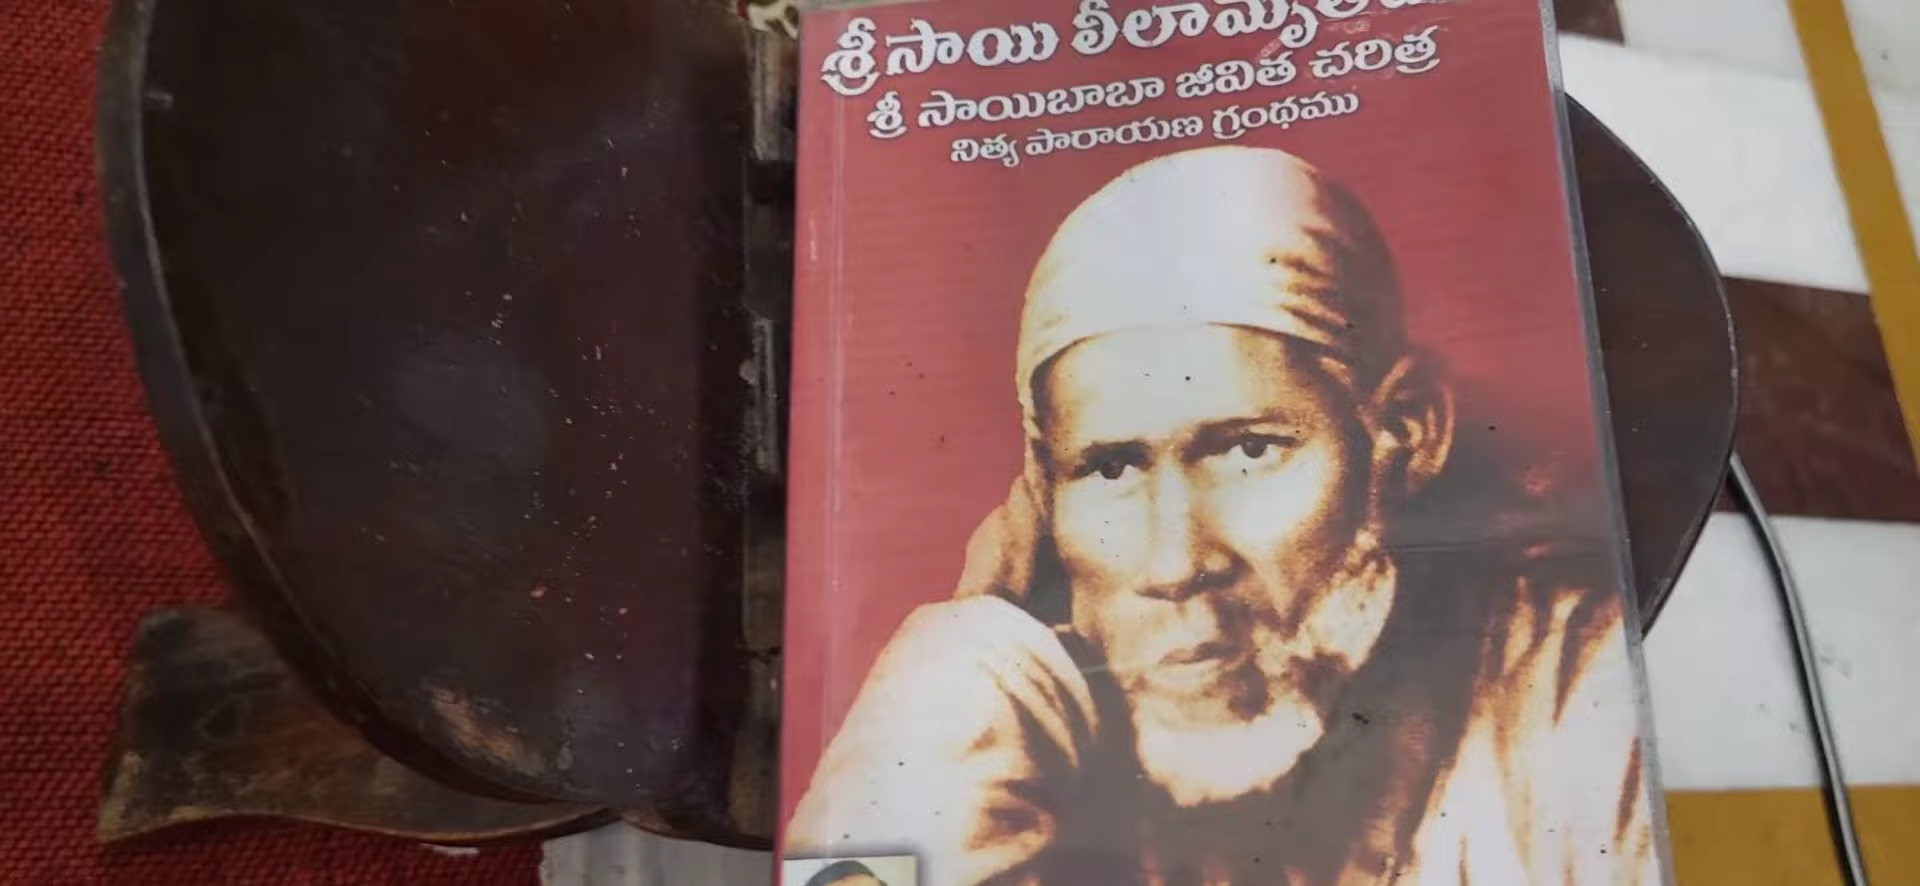 శ్రీ సాయి లీలామృతము
శ్రీ సాయిబాబా జీవిత చరిత్ర
నిత్య పారాయణ గ్రంథము